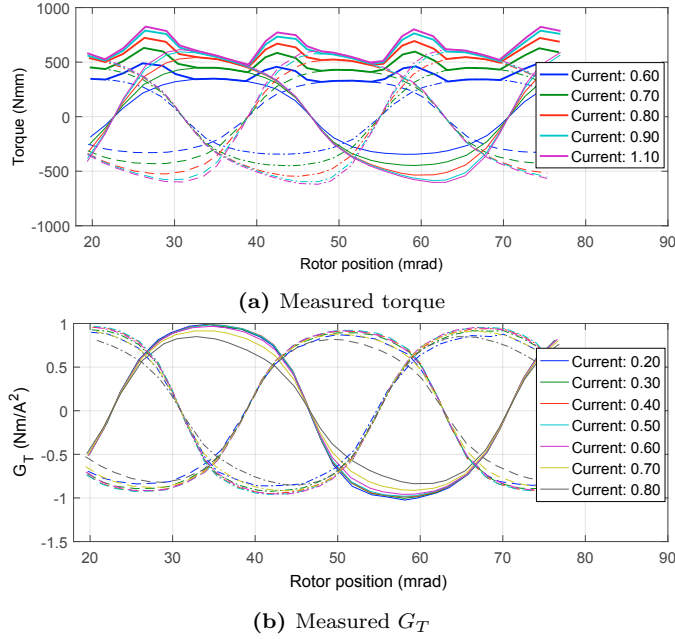 1000
500
0
-500
-1000
Torque (Nmm)
Current: 0.60
Current: 0.70
Current: 0.80
Current: 0.90
Current: 1.10
20 30 40 50 60 70 80 90
Rotor position (mrad)
(a) Measured torque
1
0.5
0
-0.5
-1
-1.5
G_T (Nm/A²)
Current: 0.20
Current: 0.30
Current: 0.40
Current: 0.50
Current: 0.60
Current: 0.70
Current: 0.80
20 30 40 50 60 70 80 90
Rotor position (mrad)
(b) Measured G_T